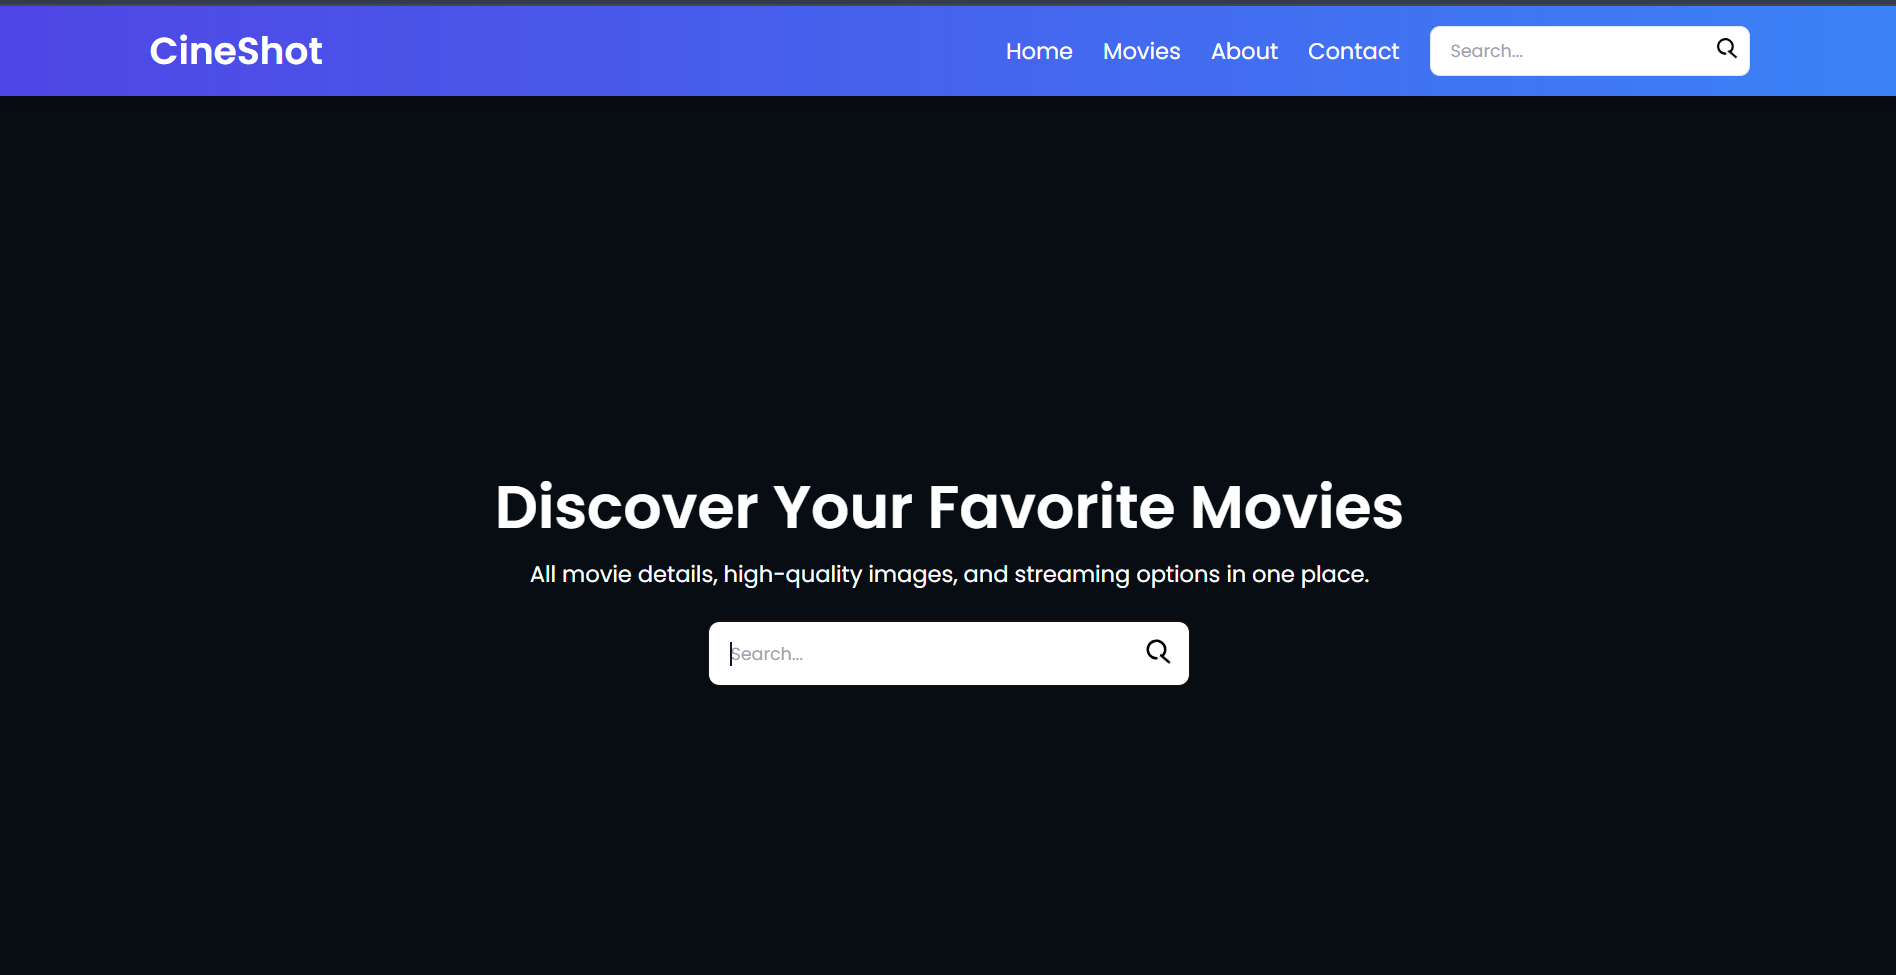 CineShot
Home Movies About Contact Search...
Discover Your Favorite Movies
All movie details, high-quality images, and streaming options in one place.
Search...